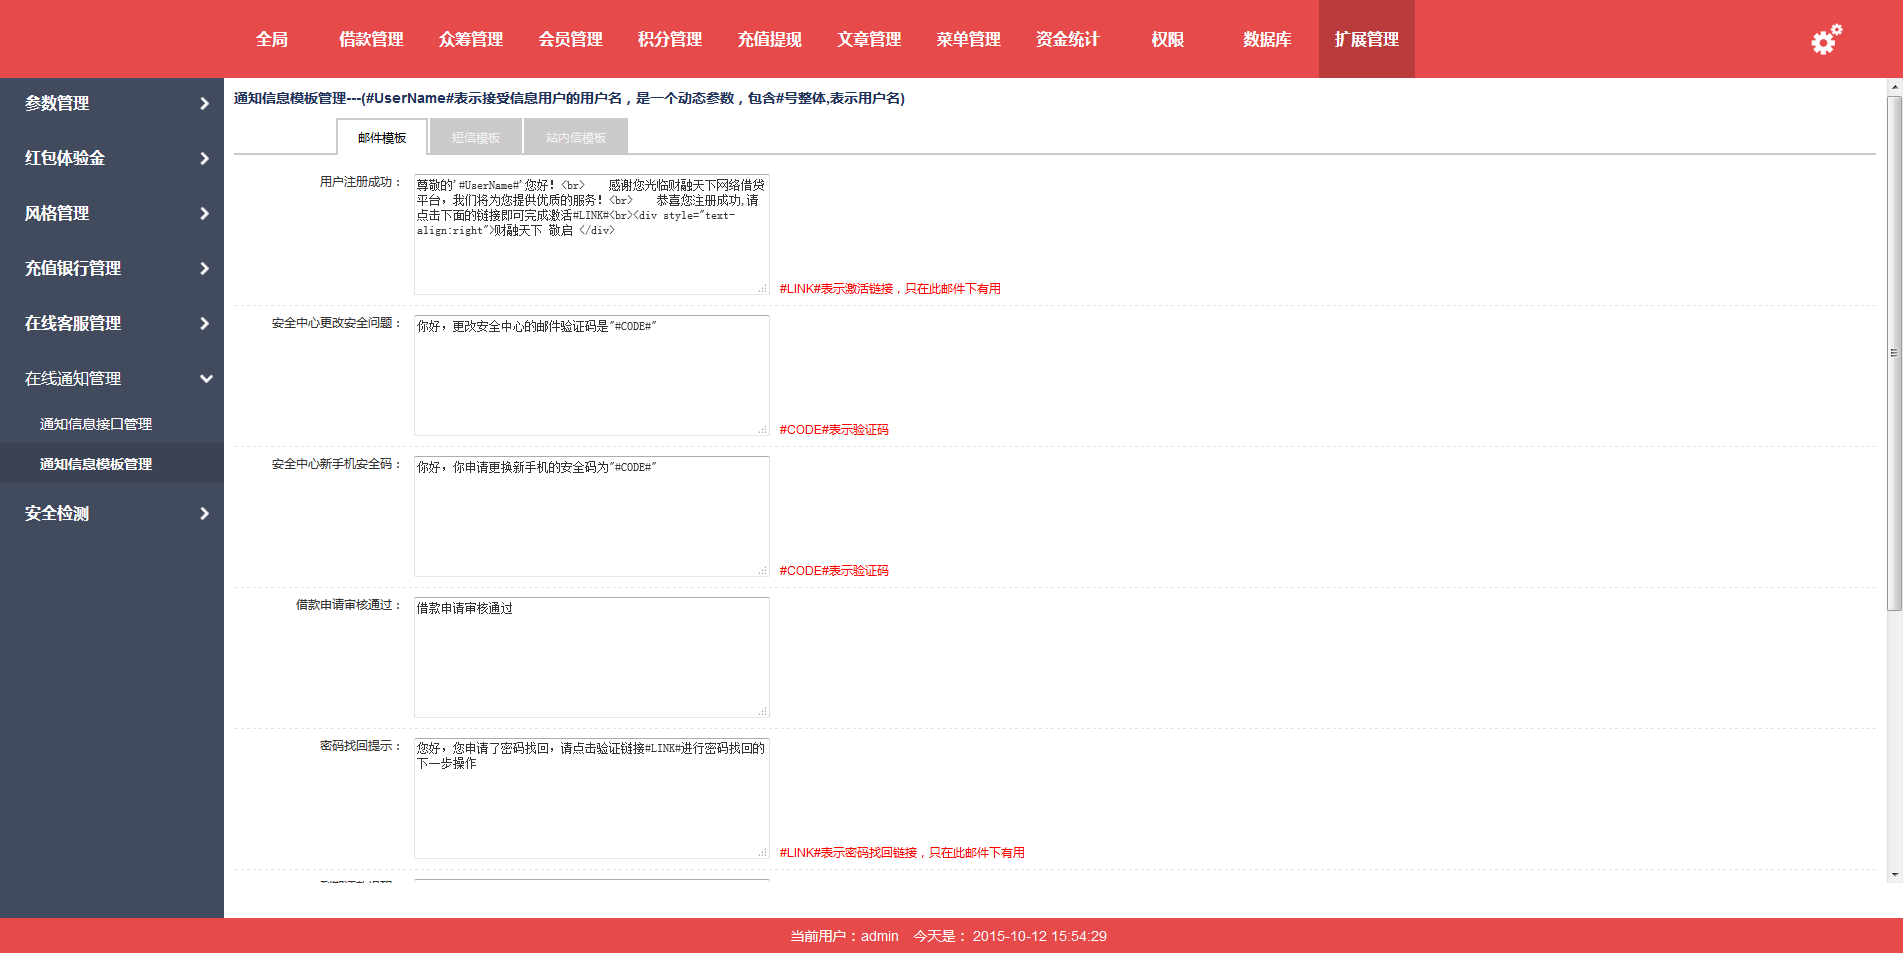 全局 借款管理 众筹管理 会员管理 积分管理 充值提现 文章管理 菜单管理 资金统计 权限 数据库 扩展管理
参数管理
红包体验金
风格管理
充值银行管理
在线客服管理
在线通知管理
通知信息接口管理
通知信息模板管理
安全检测
通知信息模板管理---(#UserName#表示接受信息用户的用户名，是一个动态参数，包含#号整体,表示用户名)
邮件模板 短信模板 站内信模板
用户注册成功：
尊敬的'#UserName#'您好！<br> 感谢您光临财融天下网络借贷
平台，我们将为您提供优质的服务！<br> 恭喜您注册成功,请
点击下面的链接即可完成激活#LINK#<br><div style="text-
align:right">财融天下 敬启 </div>
#LINK#表示激活链接，只在此邮件下有用
安全中心更改安全问题：
你好，更改安全中心的邮件验证码是"#CODE#"
#CODE#表示验证码
安全中心新手机安全码：
你好，你申请更换新手机的安全码为"#CODE#"
#CODE#表示验证码
借款申请审核通过：
借款申请审核通过
密码找回提示：
您好，您申请了密码找回，请点击验证链接#LINK#进行密码找回的
下一步操作
#LINK#表示密码找回链接，只在此邮件下有用
当前用户：admin 今天是： 2015-10-12 15:54:29